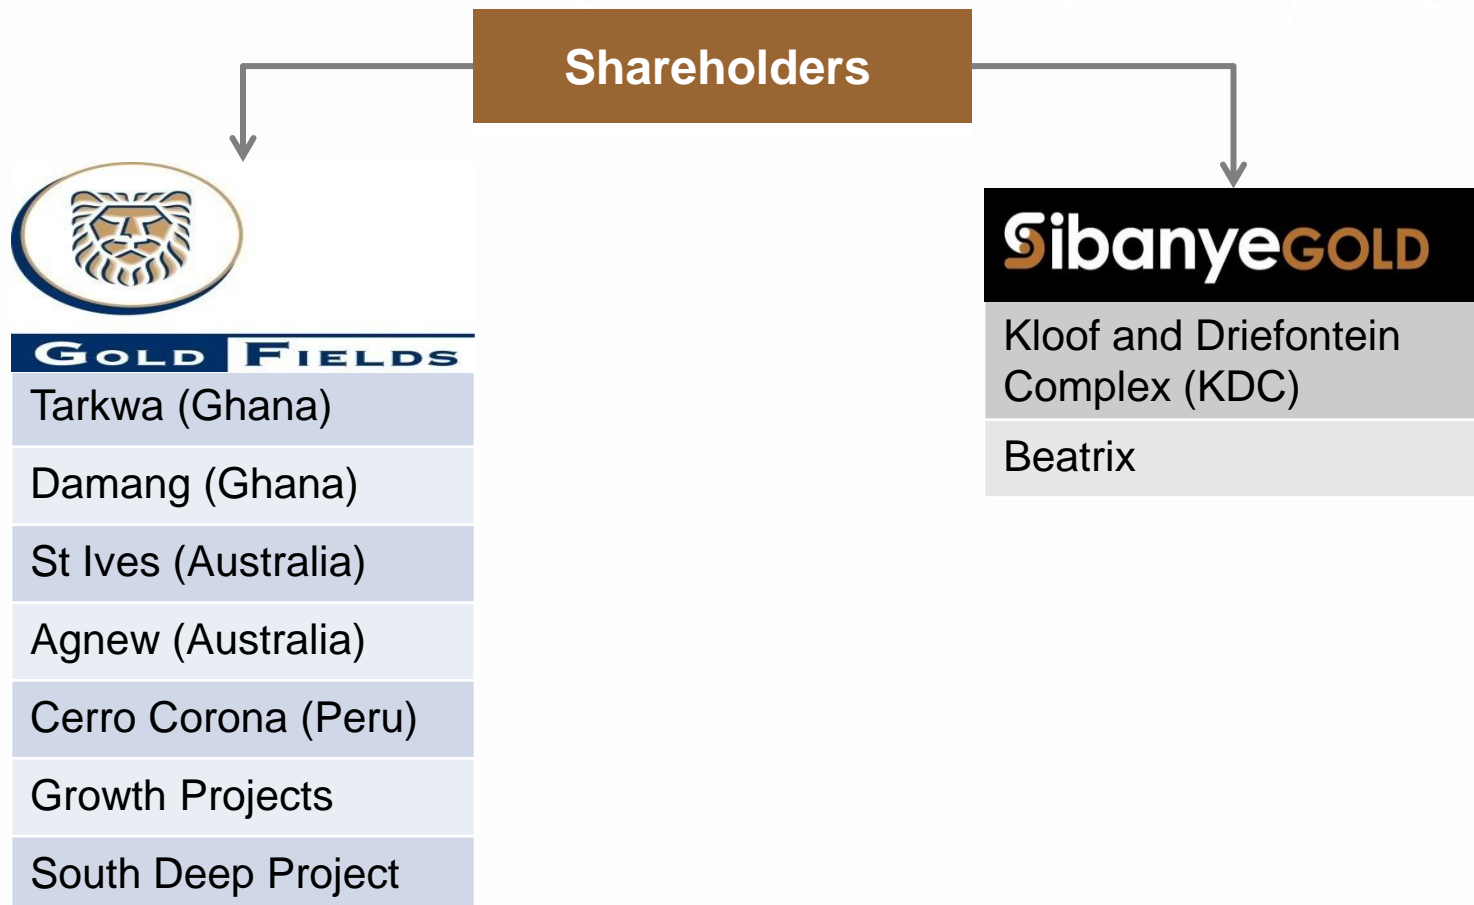 Shareholders
GOLD FIELDS
Tarkwa (Ghana)
Damang (Ghana)
St Ives (Australia)
Agnew (Australia)
Cerro Corona (Peru)
Growth Projects
South Deep Project
SibanyeGOLD
Kloof and Driefontein
Complex (KDC)
Beatrix